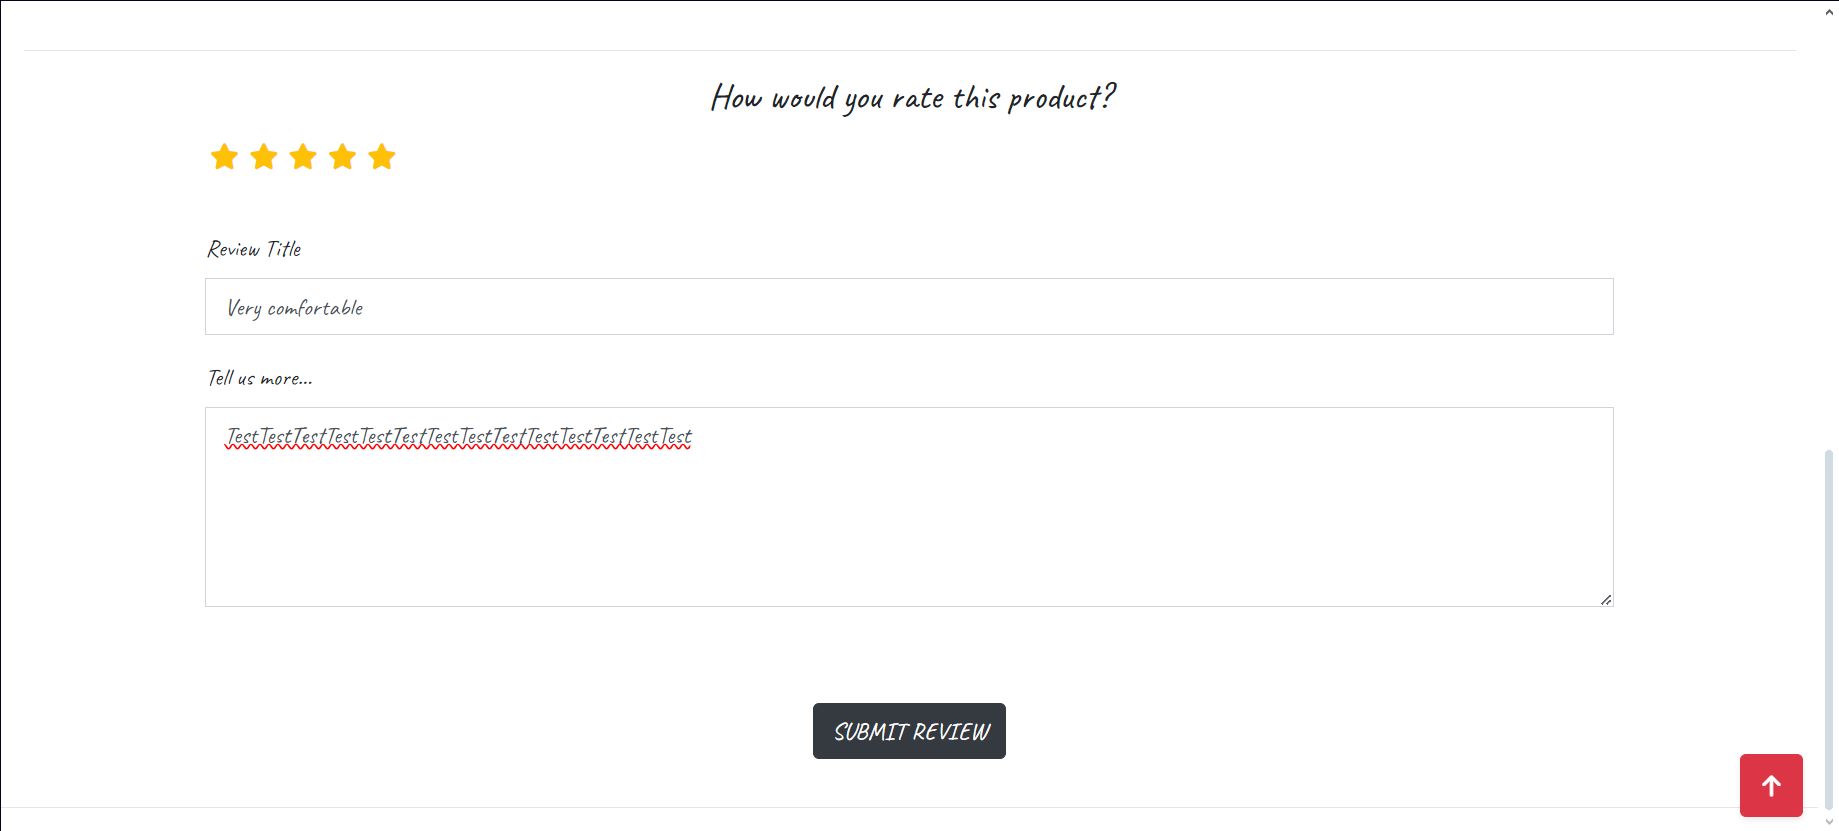 How would you rate this product?
Review Title
Very comfortable
Tell us more...
TestTestTestTestTestTestTestTestTestTestTestTestTestTest
SUBMIT REVIEW